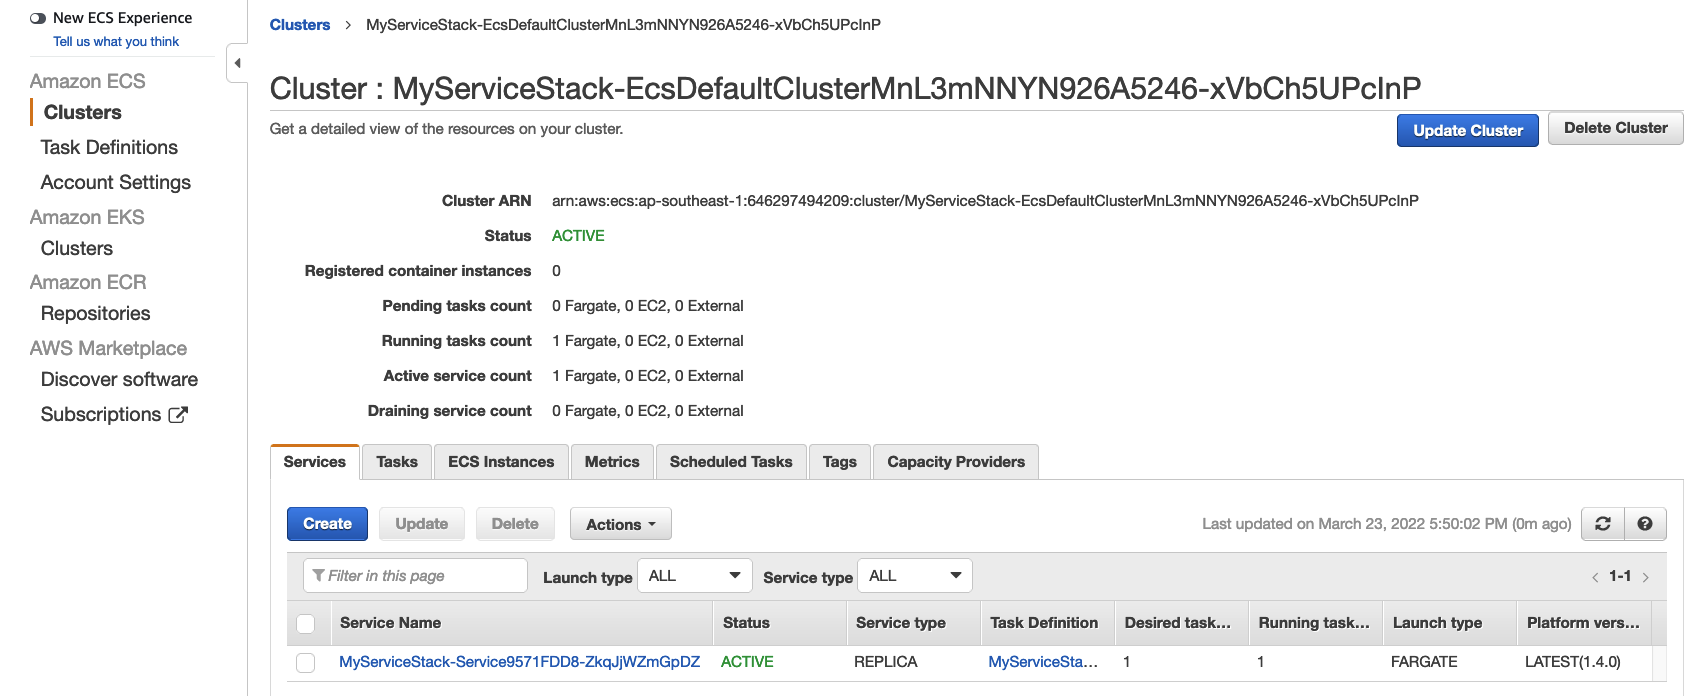 New ECS Experience
Tell us what you think
Amazon ECS
Clusters
Task Definitions
Account Settings
Amazon EKS
Clusters
Amazon ECR
Repositories
AWS Marketplace
Discover software
Subscriptions
Clusters > MyServiceStack-EcsDefaultClusterMnL3mNNYN926A5246-xVbCh5UPcInP
Cluster : MyServiceStack-EcsDefaultClusterMnL3mNNYN926A5246-xVbCh5UPcInP
Get a detailed view of the resources on your cluster.
Update Cluster Delete Cluster
Cluster ARN arn:aws:ecs:ap-southeast-1:646297494209:cluster/MyServiceStack-EcsDefaultClusterMnL3mNNYN926A5246-xVbCh5UPcInP
Status ACTIVE
Registered container instances 0
Pending tasks count 0 Fargate, 0 EC2, 0 External
Running tasks count 1 Fargate, 0 EC2, 0 External
Active service count 1 Fargate, 0 EC2, 0 External
Draining service count 0 Fargate, 0 EC2, 0 External
Services Tasks ECS Instances Metrics Scheduled Tasks Tags Capacity Providers
Create Update Delete Actions Last updated on March 23, 2022 5:50:02 PM (0m ago)
Filter in this page Launch type ALL Service type ALL < 1-1 >
Service Name Status Service type Task Definition Desired task... Running task... Launch type Platform vers...
MyServiceStack-Service9571FDD8-ZkqJjWZmGpDZ ACTIVE REPLICA MyServiceSta... 1 1 FARGATE LATEST(1.4.0)